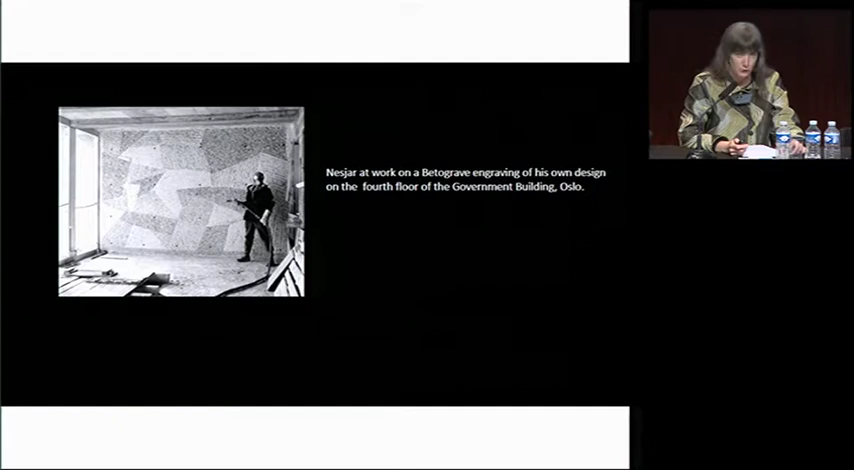 Nesjar at work on a Betograve engraving of his own design
on the fourth floor of the Government Building, Oslo.